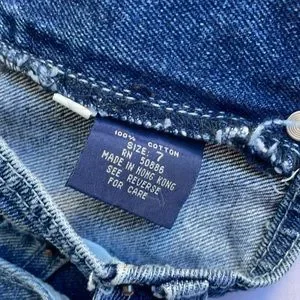 100% COTTON
SIZE: 7
RN 50886
MADE IN HONG KONG
SEE REVERSE
FOR CARE